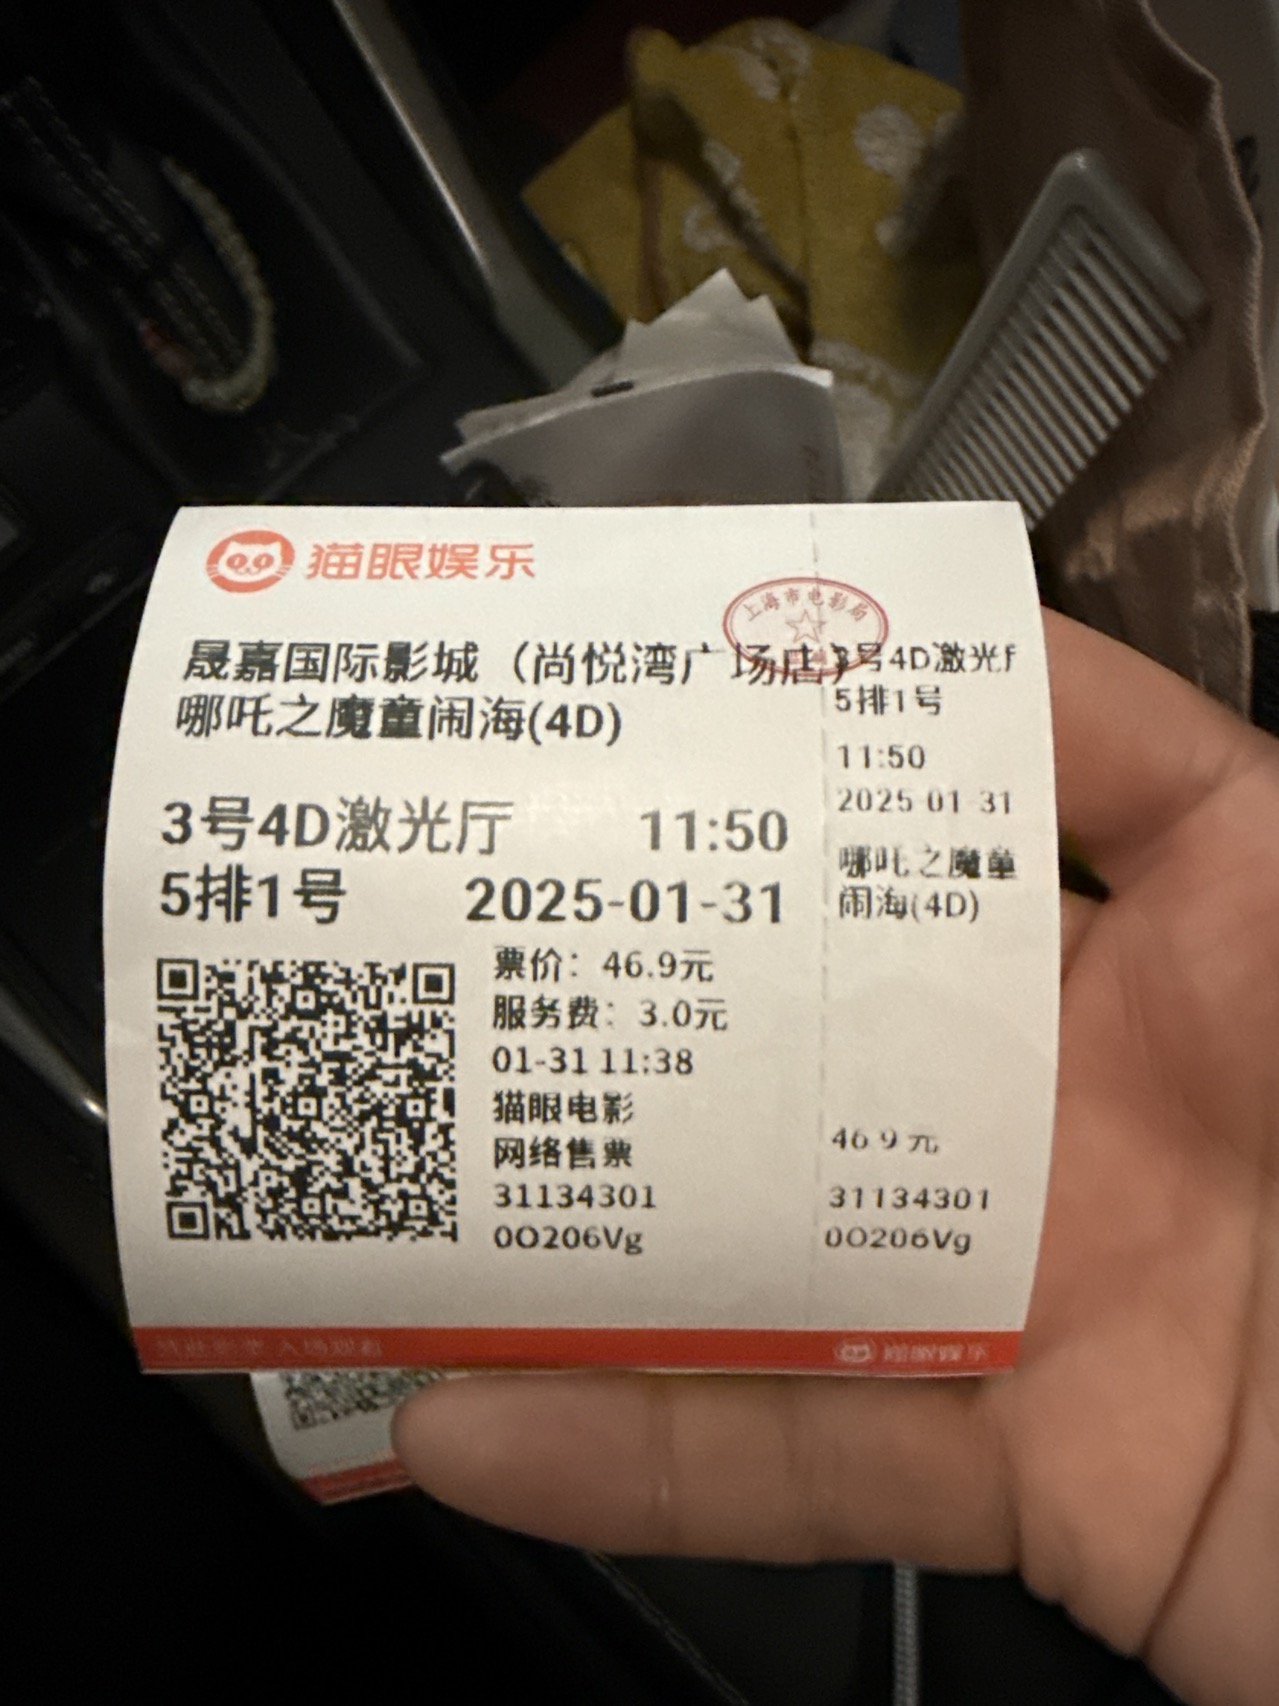 猫眼娱乐
上海市电影局
晟嘉国际影城（尚悦湾广场店）
哪吒之魔童闹海(4D)
3号4D激光厅 11:50
5排1号 2025-01-31
票价：46.9元
服务费：3.0元
01-31 11:38
猫眼电影
网络售票
31134301
0O206Vg
3号4D激光
5排1号
11:50
2025-01-31
哪吒之魔童
闹海(4D)
46.9元
31134301
0O206Vg
猫眼娱乐